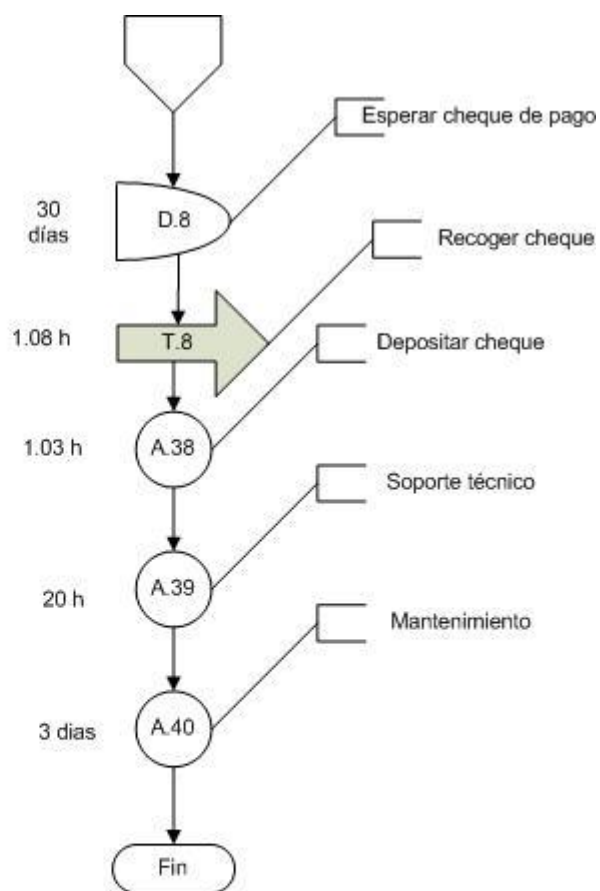 Esperar cheque de pago
30
días
D.8
Recoger cheque
1.08 h
T.8
Depositar cheque
1.03 h
A.38
Soporte técnico
20 h
A.39
Mantenimiento
3 dias
A.40
Fin